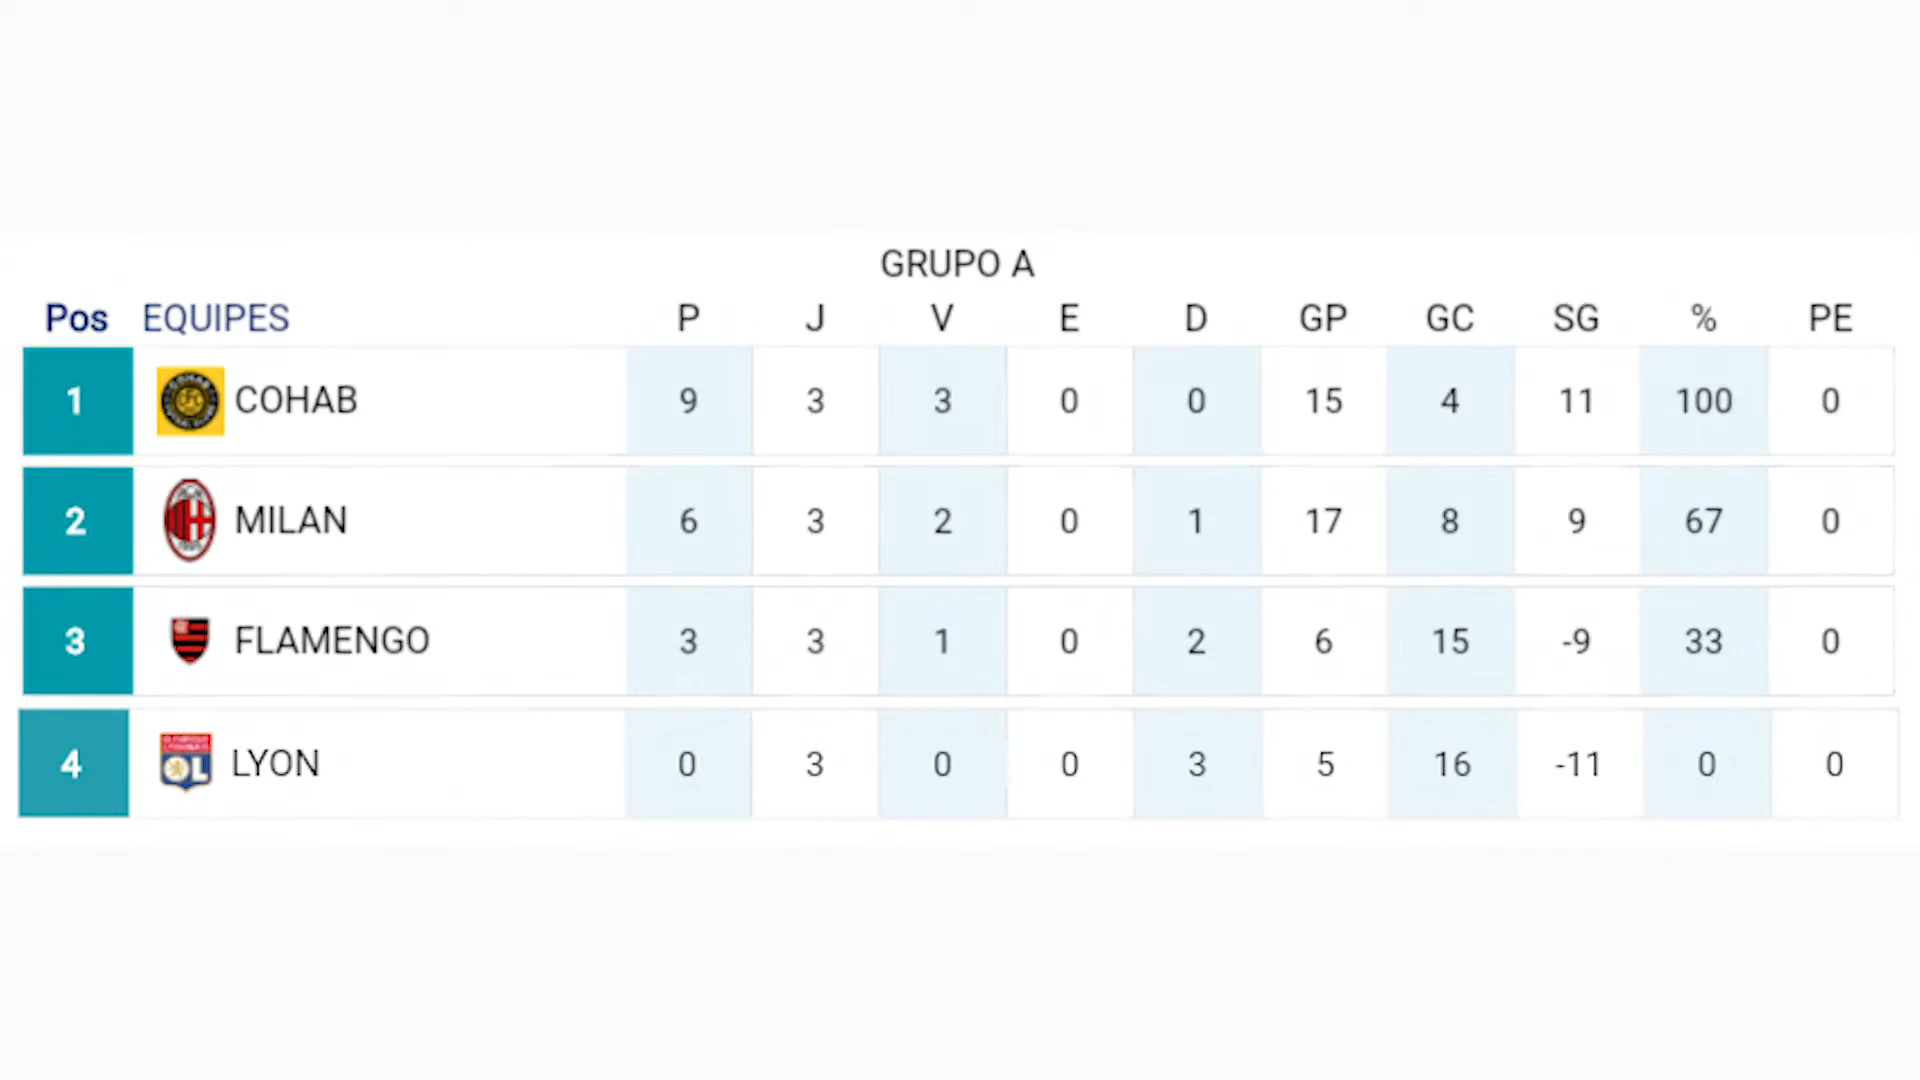 GRUPO A
Pos EQUIPES P J V E D GP GC SG % PE
1 COHAB 9 3 3 0 0 15 4 11 100 0
2 MILAN 6 3 2 0 1 17 8 9 67 0
3 FLAMENGO 3 3 1 0 2 6 15 -9 33 0
4 OL LYON 0 3 0 0 3 5 16 -11 0 0